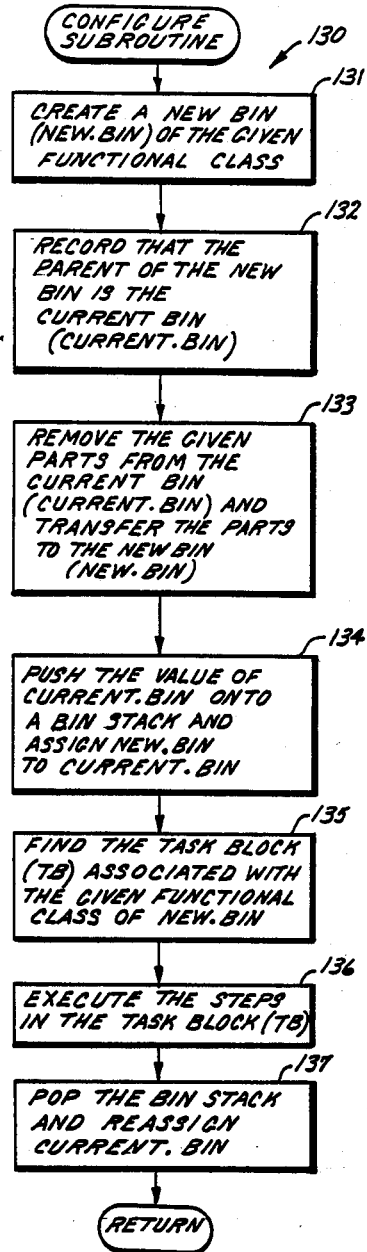 CONFIGURE
SUBROUTINE
130
131
CREATE A NEW BIN
(NEW.BIN) OF THE GIVEN
FUNCTIONAL CLASS
132
RECORD THAT THE
PARENT OF THE NEW
BIN IS THE
CURRENT BIN
(CURRENT.BIN)
133
REMOVE THE GIVEN
PARTS FROM THE
CURRENT BIN
(CURRENT.BIN) AND
TRANSFER THE PARTS
TO THE NEW BIN
(NEW.BIN)
134
PUSH THE VALUE OF
CURRENT.BIN ONTO
A BIN STACK AND
ASSIGN NEW.BIN
TO CURRENT.BIN
135
FIND THE TASK BLOCK
(TB) ASSOCIATED WITH
THE GIVEN FUNCTIONAL
CLASS OF NEW.BIN
136
EXECUTE THE STEPS
IN THE TASK BLOCK (TB)
137
POP THE BIN STACK
AND REASSIGN
CURRENT.BIN
RETURN